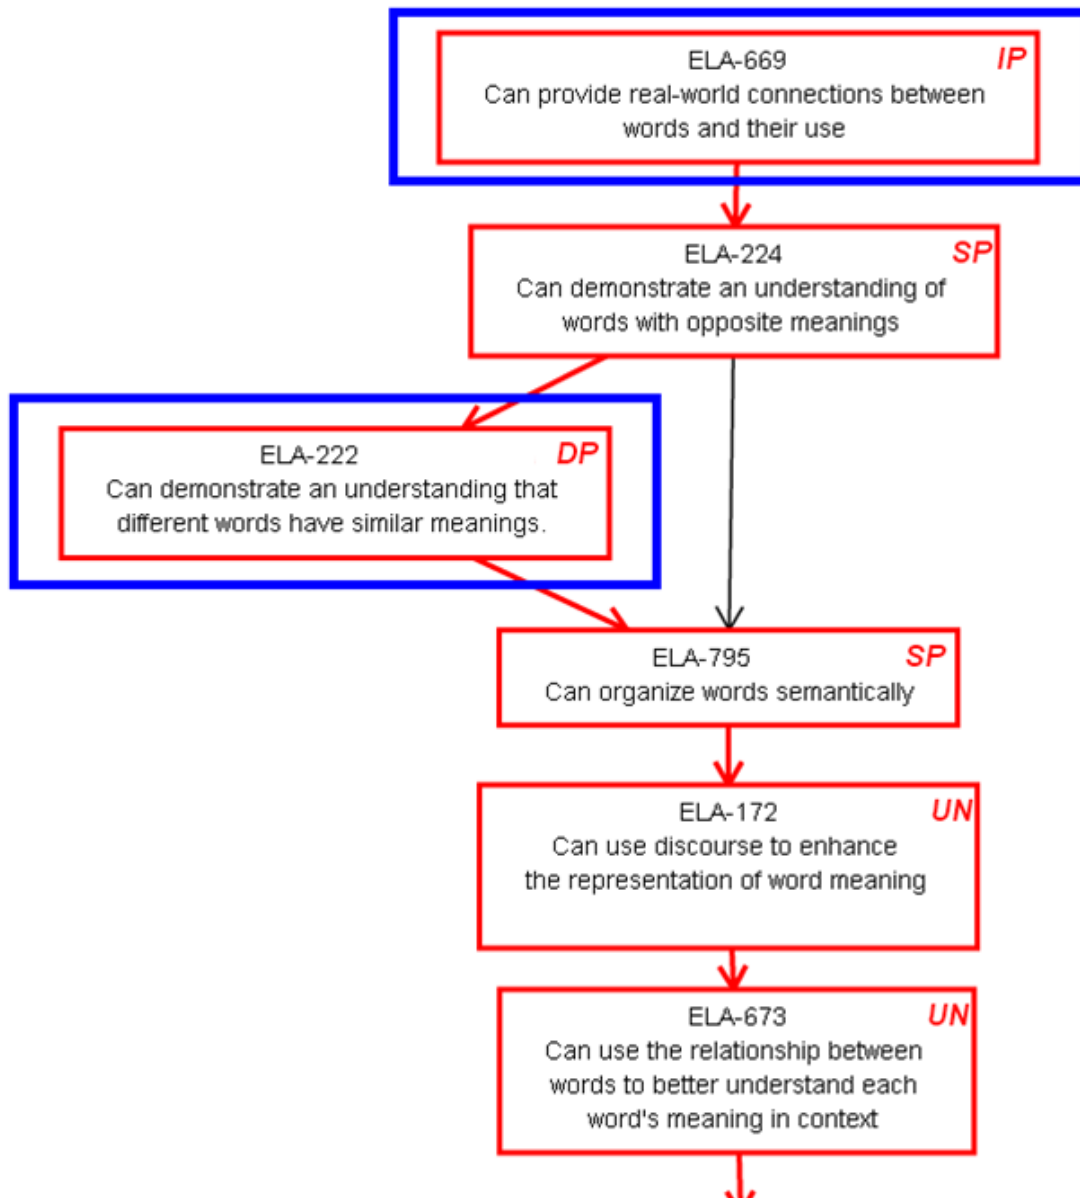 ELA-669 IP
Can provide real-world connections between
words and their use
ELA-224 SP
Can demonstrate an understanding of
words with opposite meanings
ELA-222 DP
Can demonstrate an understanding that
different words have similar meanings.
ELA-795 SP
Can organize words semantically
ELA-172 UN
Can use discourse to enhance
the representation of word meaning
ELA-673 UN
Can use the relationship between
words to better understand each
word's meaning in context